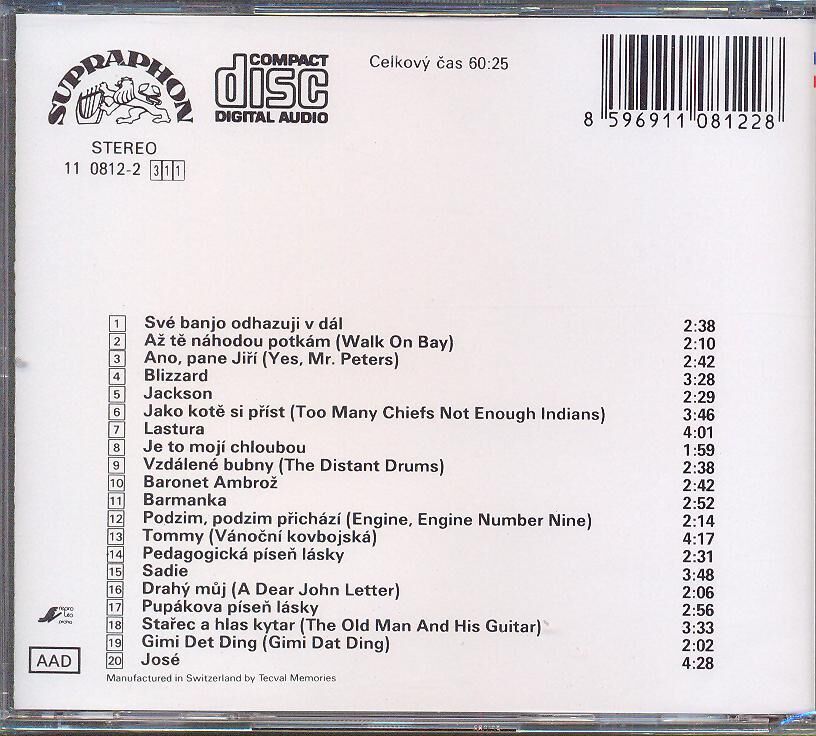 SUPRAPHON
COMPACT
disc
DIGITAL AUDIO
Celkový čas 60:25
8 596911 081228
STEREO
11 0812-2 311
1 Své banjo odhazuji v dál 2:38
2 Až tě náhodou potkám (Walk On Bay) 2:10
3 Ano, pane Jiří (Yes, Mr. Peters) 2:42
4 Blizzard 3:28
5 Jackson 2:29
6 Jako kotě si příst (Too Many Chiefs Not Enough Indians) 3:46
7 Lastura 4:01
8 Je to mojí chloubou 1:59
9 Vzdálené bubny (The Distant Drums) 2:38
10 Baronet Ambrož 2:42
11 Barmanka 2:52
12 Podzim, podzim přichází (Engine, Engine Number Nine) 2:14
13 Tommy (Vánoční kovbojská) 4:17
14 Pedagogická píseň lásky 2:31
15 Sadie 3:48
16 Drahý můj (A Dear John Letter) 2:06
17 Pupákova píseň lásky 2:56
18 Stařec a hlas kytar (The Old Man And His Guitar) 3:33
19 Gimi Det Ding (Gimi Dat Ding) 2:02
20 José 4:28
repro
praha
AAD
Manufactured in Switzerland by Tecval Memories